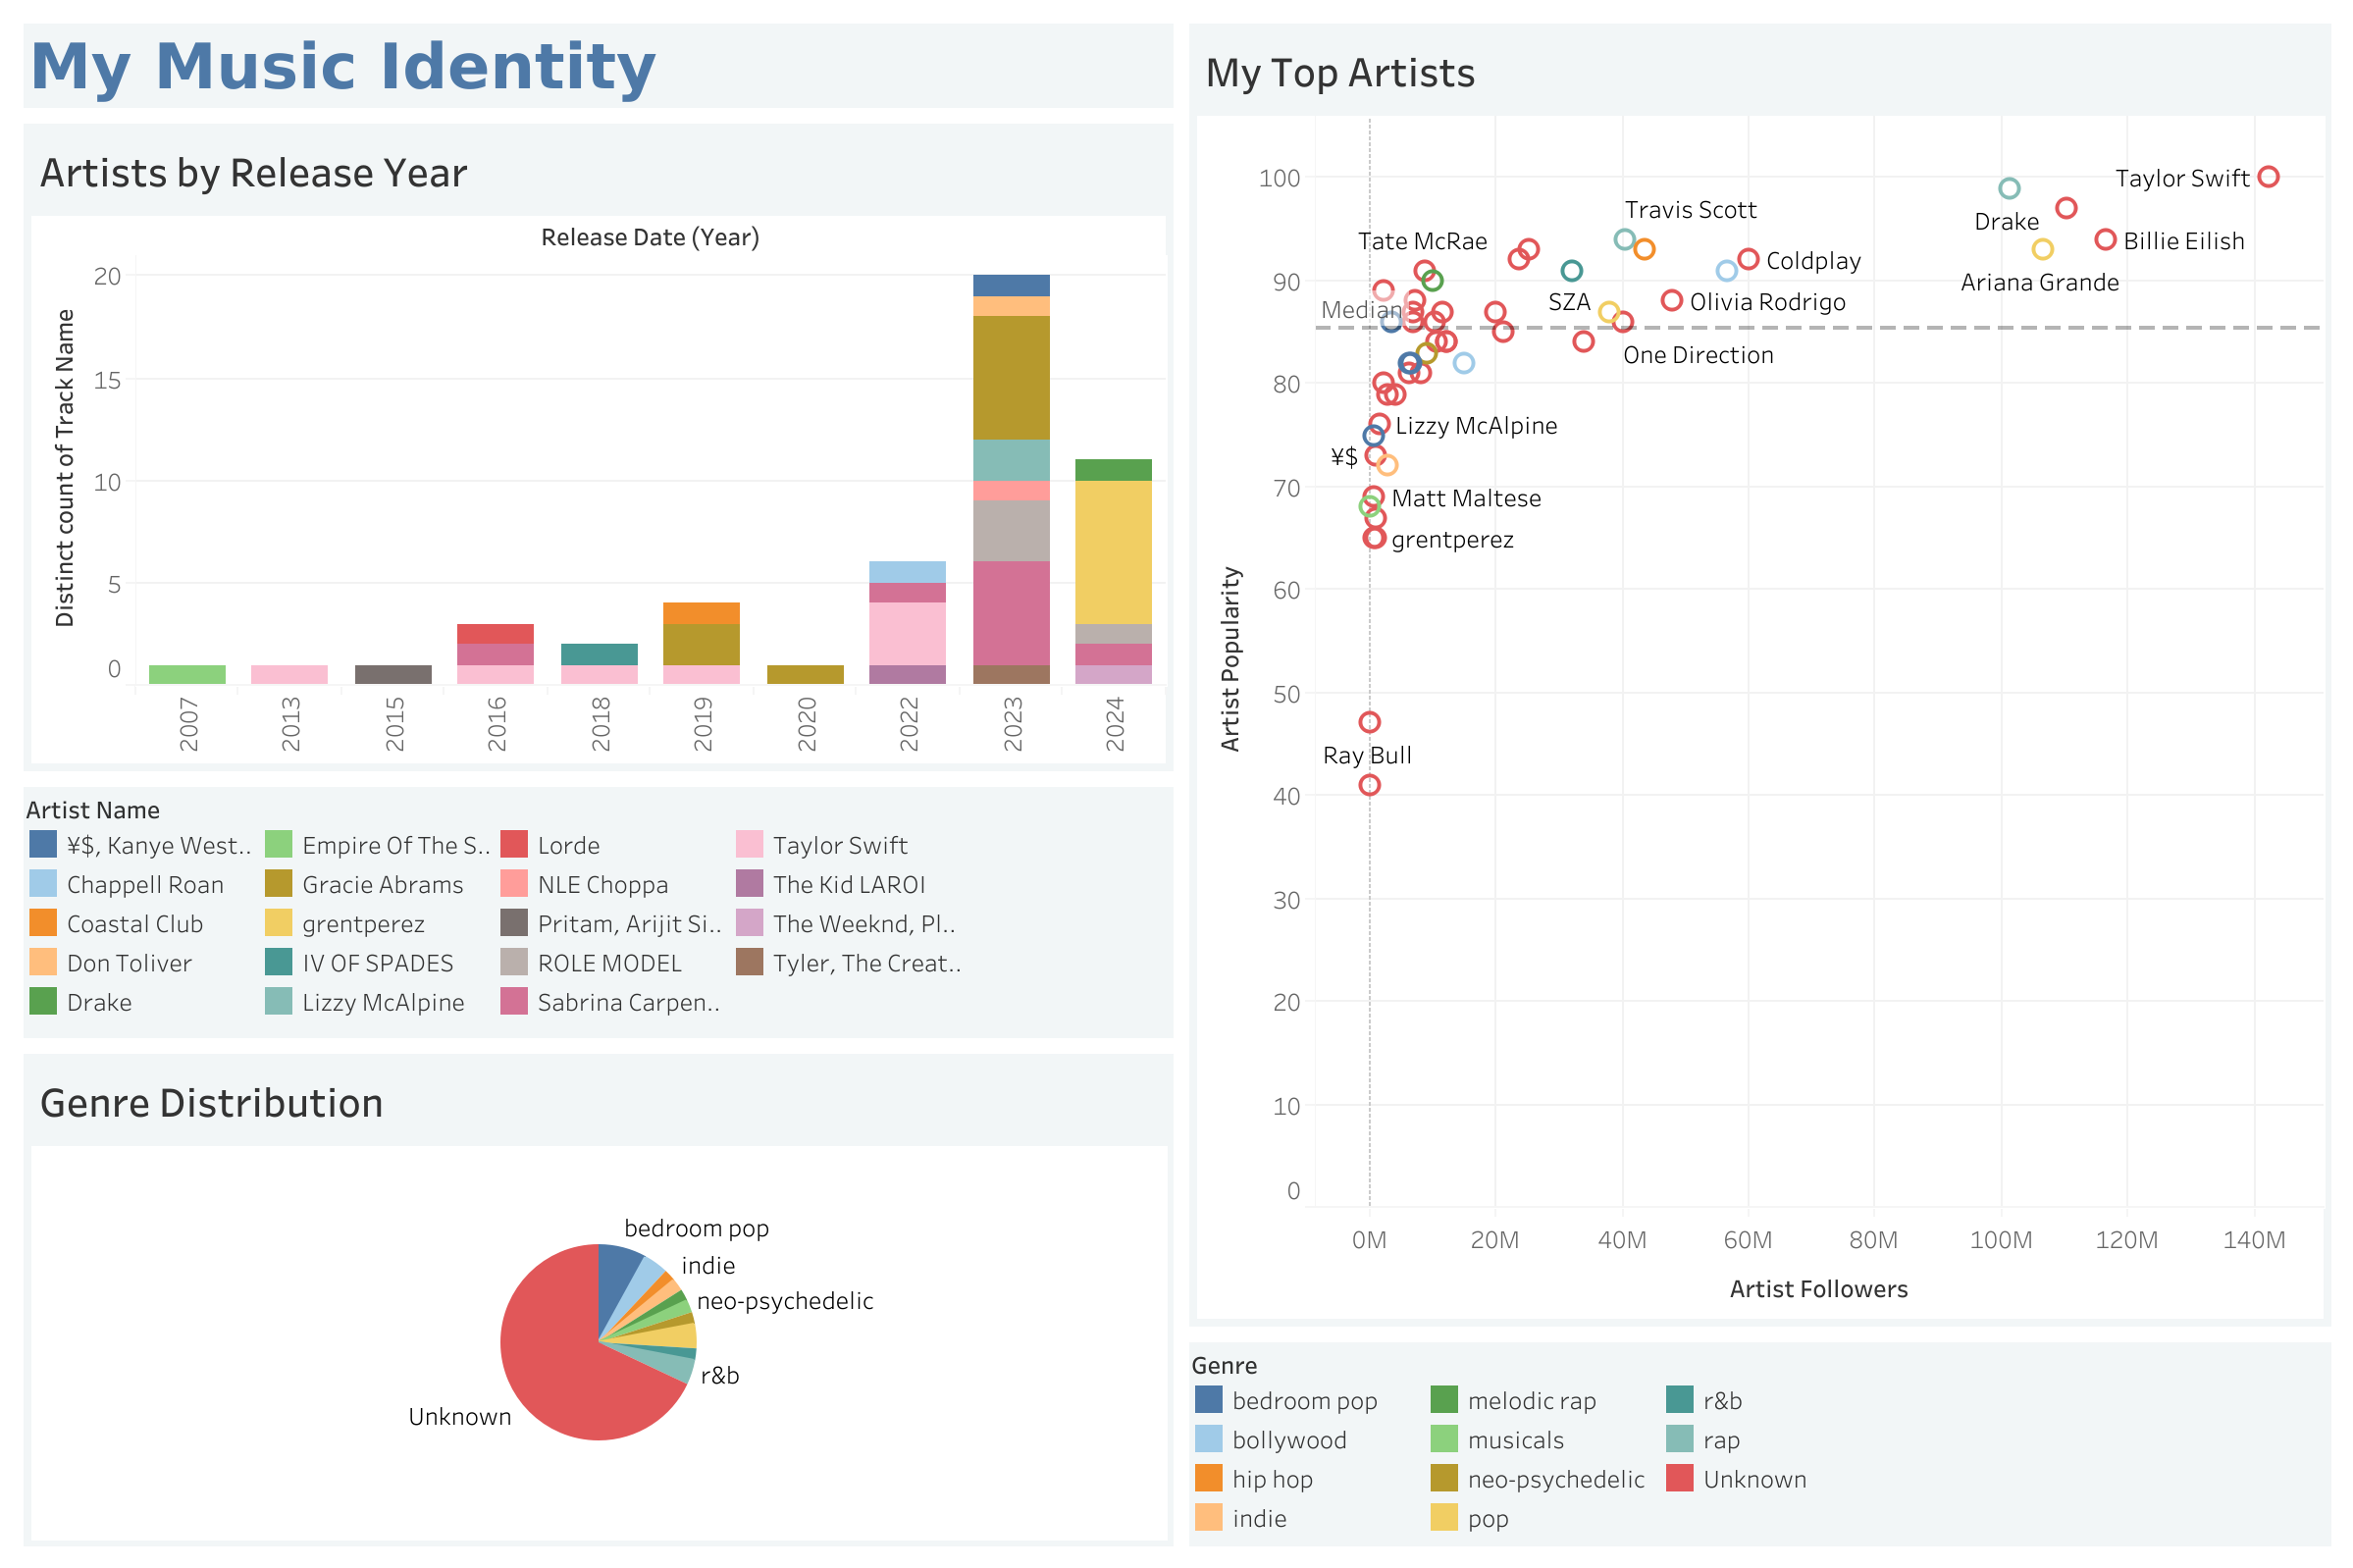 My Music Identity
Artists by Release Year
Release Date (Year)
Distinct count of Track Name
20
15
10
5
0
2007
2013
2015
2016
2018
2019
2020
2022
2023
2024
Artist Name
¥$, Kanye West..
Chappell Roan
Coastal Club
Don Toliver
Drake
Empire Of The S..
Gracie Abrams
grentperez
IV OF SPADES
Lizzy McAlpine
Lorde
NLE Choppa
Pritam, Arijit Si..
ROLE MODEL
Sabrina Carpen..
Taylor Swift
The Kid LAROI
The Weeknd, Pl..
Tyler, The Creat..
Genre Distribution
bedroom pop
indie
neo-psychedelic
r&b
Unknown
My Top Artists
Artist Popularity
100
90
80
70
60
50
40
30
20
10
0
Taylor Swift
Travis Scott
Drake
Tate McRae
Billie Eilish
Coldplay
Ariana Grande
SZA
Olivia Rodrigo
Median
One Direction
Lizzy McAlpine
¥$
Matt Maltese
grentperez
Ray Bull
0M
20M
40M
60M
80M
100M
120M
140M
Artist Followers
Genre
bedroom pop
bollywood
hip hop
indie
melodic rap
musicals
neo-psychedelic
pop
r&b
rap
Unknown